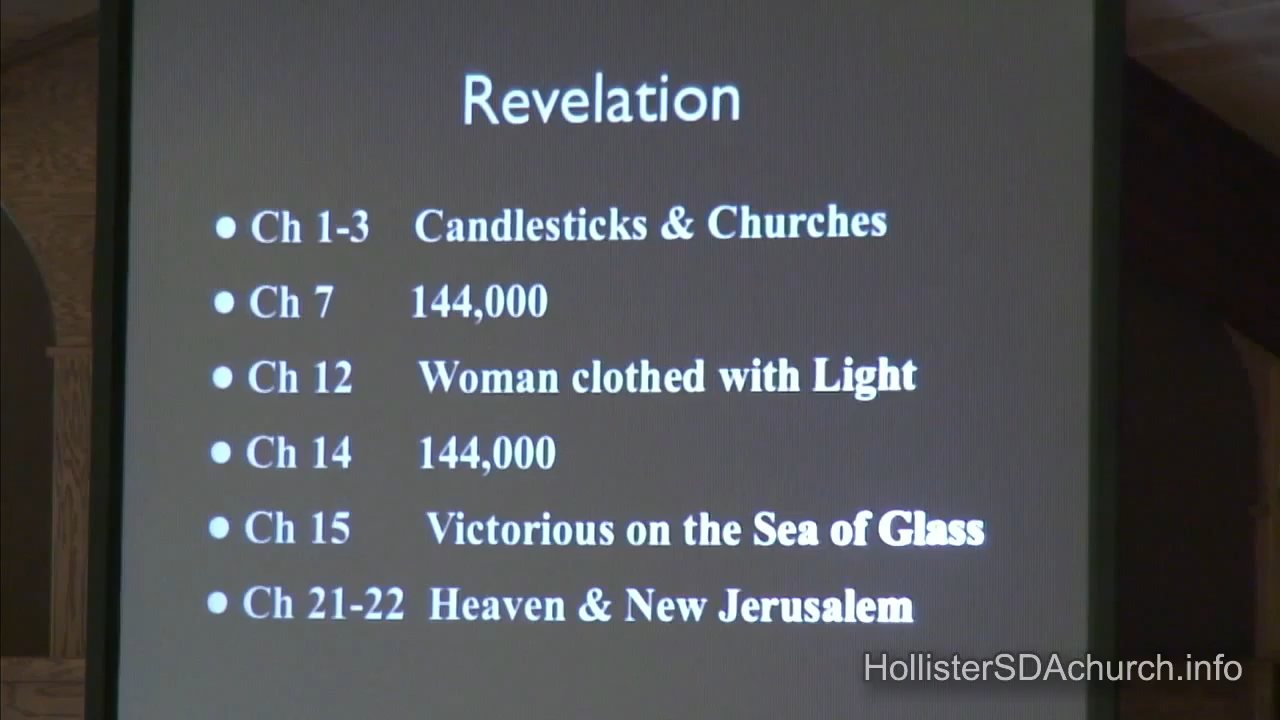 Revelation
● Ch 1-3 Candlesticks & Churches
● Ch 7 144,000
● Ch 12 Woman clothed with Light
● Ch 14 144,000
● Ch 15 Victorious on the Sea of Glass
● Ch 21-22 Heaven & New Jerusalem
HollisterSDAchurch.info